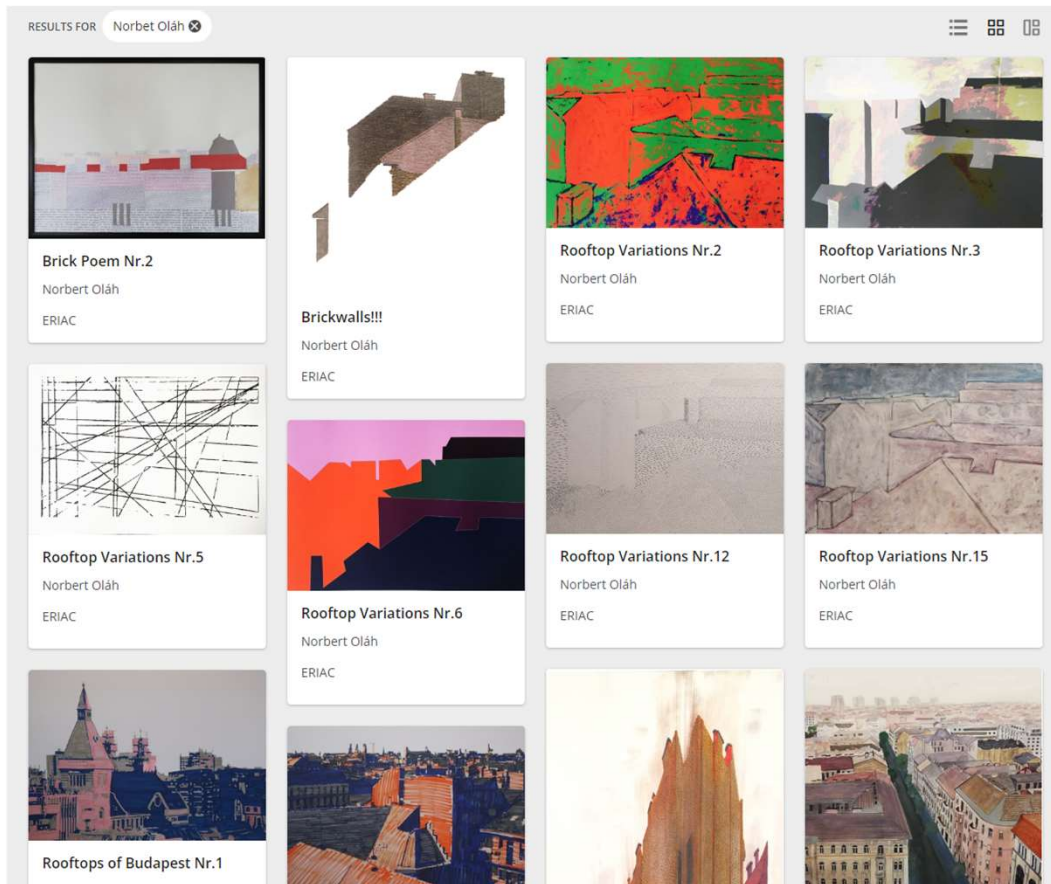 RESULTS FOR Norbet Oláh
Brick Poem Nr.2
Norbert Oláh
ERIAC
Brickwalls!!!
Norbert Oláh
ERIAC
Rooftop Variations Nr.2
Norbert Oláh
ERIAC
Rooftop Variations Nr.3
Norbert Oláh
ERIAC
Rooftop Variations Nr.5
Norbert Oláh
ERIAC
Rooftop Variations Nr.6
Norbert Oláh
ERIAC
Rooftop Variations Nr.12
Norbert Oláh
ERIAC
Rooftop Variations Nr.15
Norbert Oláh
ERIAC
Rooftops of Budapest Nr.1